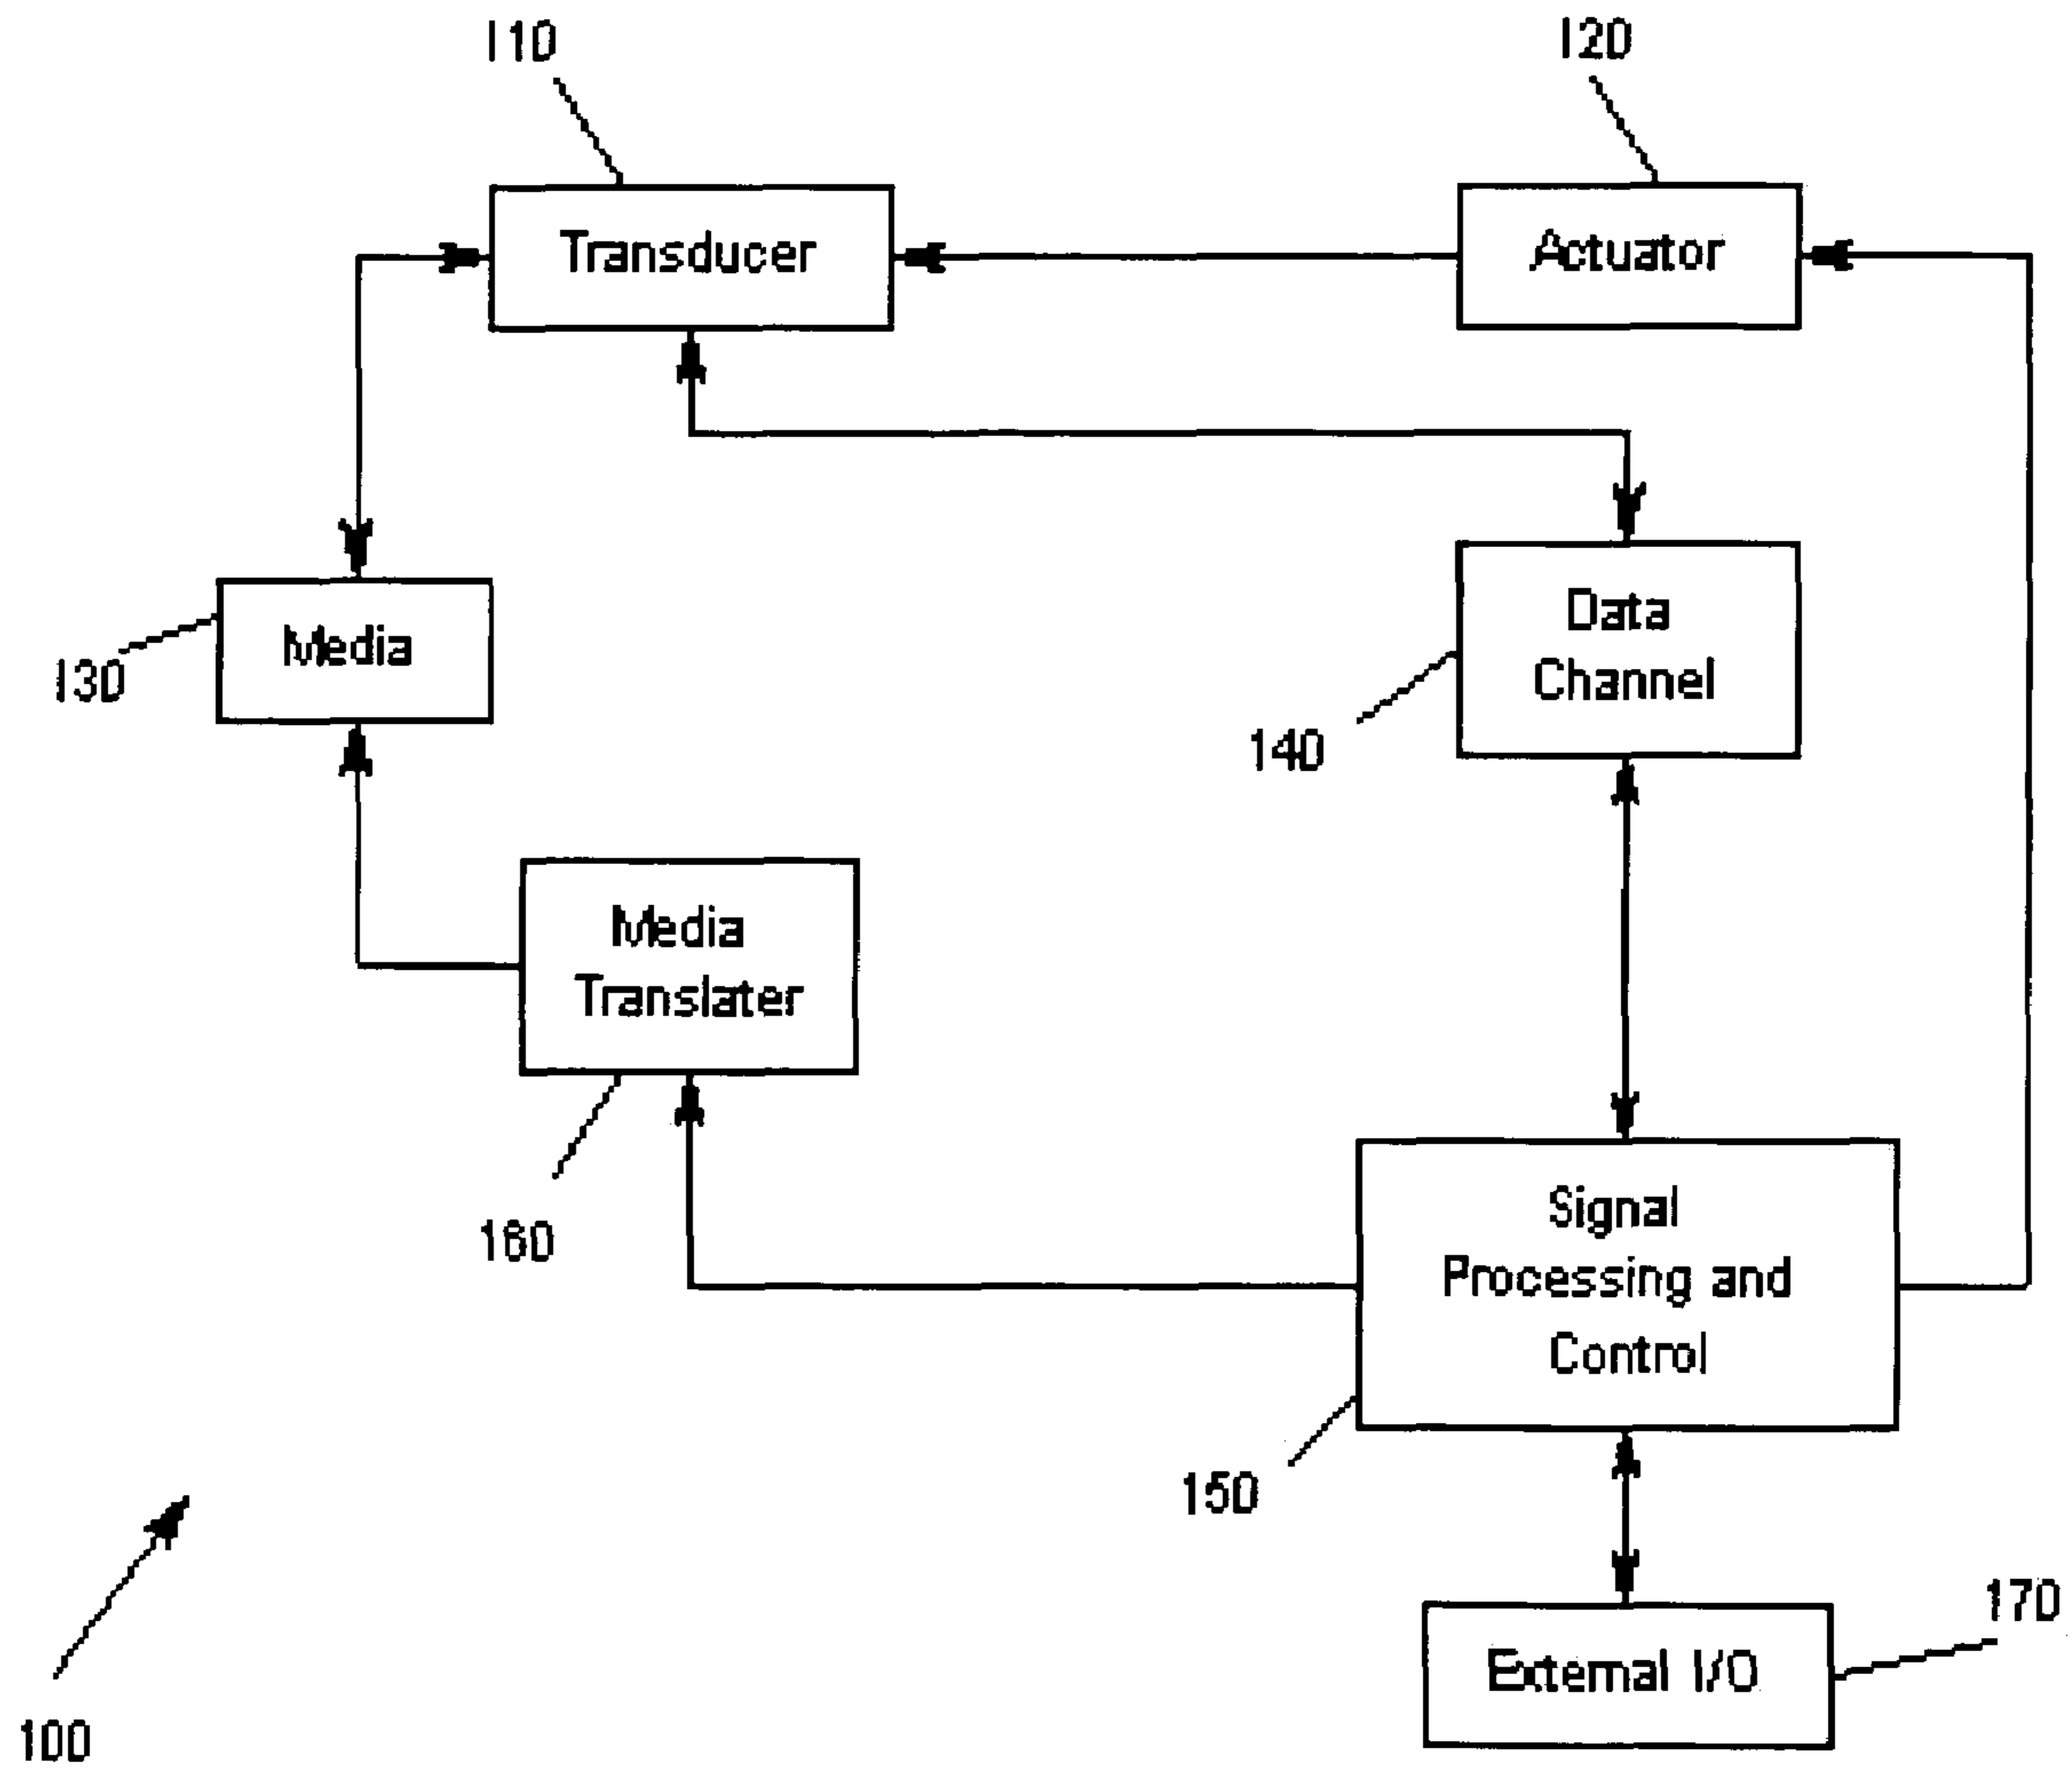 110
120
Transducer
Actuator
Media
130
Data
Channel
140
Media
Translater
160
Signal
Processing and
Control
150
External I/O
170
100